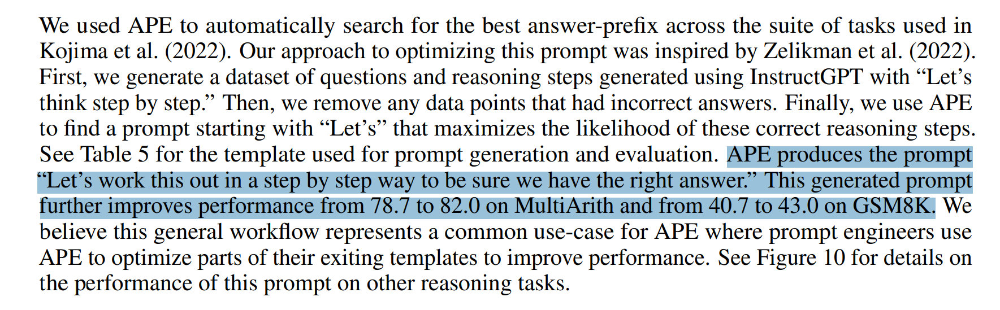 We used APE to automatically search for the best answer-prefix across the suite of tasks used in
Kojima et al. (2022). Our approach to optimizing this prompt was inspired by Zelikman et al. (2022).
First, we generate a dataset of questions and reasoning steps generated using InstructGPT with “Let’s
think step by step.” Then, we remove any data points that had incorrect answers. Finally, we use APE
to find a prompt starting with “Let’s” that maximizes the likelihood of these correct reasoning steps.
See Table 5 for the template used for prompt generation and evaluation. APE produces the prompt
“Let’s work this out in a step by step way to be sure we have the right answer.” This generated prompt
further improves performance from 78.7 to 82.0 on MultiArith and from 40.7 to 43.0 on GSM8K. We
believe this general workflow represents a common use-case for APE where prompt engineers use
APE to optimize parts of their exiting templates to improve performance. See Figure 10 for details on
the performance of this prompt on other reasoning tasks.